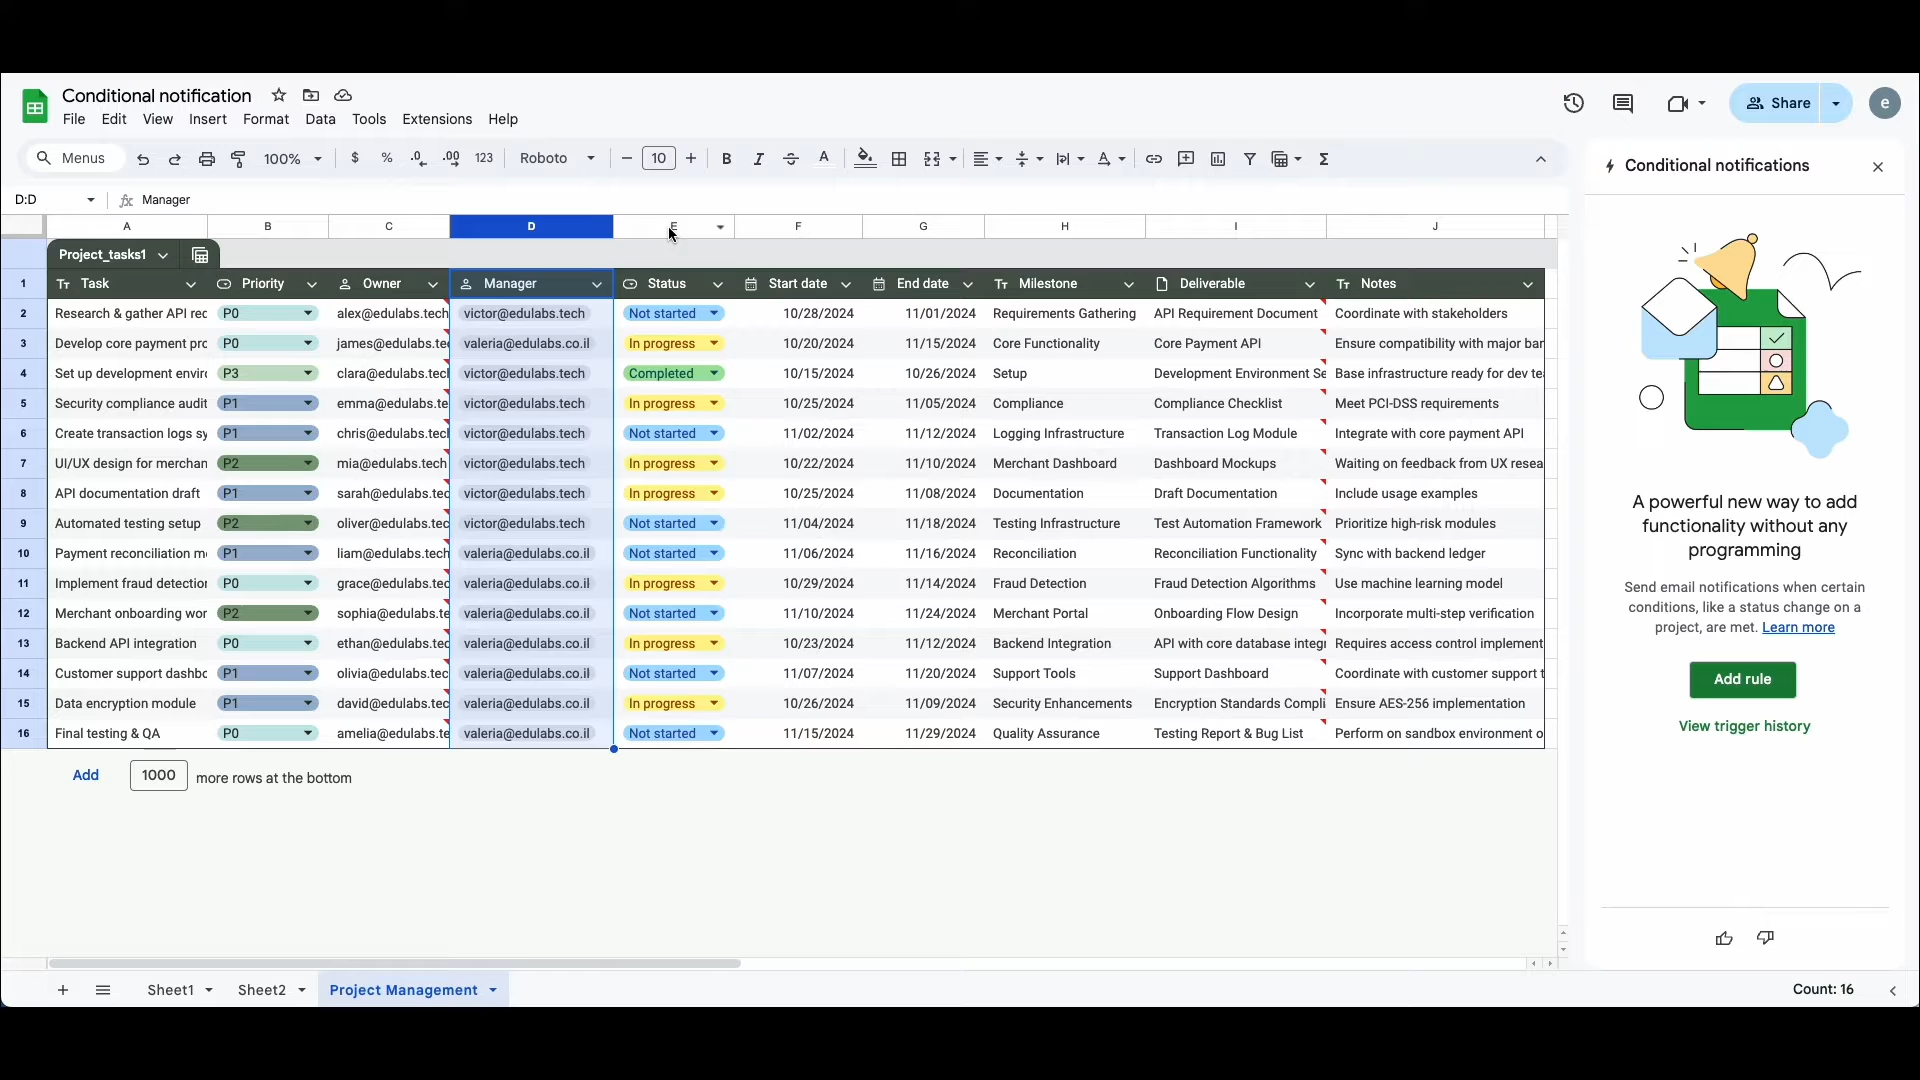 Conditional notification
File Edit View Insert Format Data Tools Extensions Help
Share
e
Menus 100% $ % .0 .00 123 Roboto 10 B I S A
Conditional notifications
D:D fx Manager
A B C D E F G H I J
Project_tasks1
1 Task Priority Owner Manager Status Start date End date Milestone Deliverable Notes
2 Research & gather API rec P0 alex@edulabs.tech victor@edulabs.tech Not started 10/28/2024 11/01/2024 Requirements Gathering API Requirement Document Coordinate with stakeholders
3 Develop core payment pro P0 james@edulabs.te valeria@edulabs.co.il In progress 10/20/2024 11/15/2024 Core Functionality Core Payment API Ensure compatibility with major ban
4 Set up development enviro P3 clara@edulabs.tec victor@edulabs.tech Completed 10/15/2024 10/26/2024 Setup Development Environment Se Base infrastructure ready for dev tea
5 Security compliance audit P1 emma@edulabs.te victor@edulabs.tech In progress 10/25/2024 11/05/2024 Compliance Compliance Checklist Meet PCI-DSS requirements
6 Create transaction logs sy P1 chris@edulabs.tec victor@edulabs.tech Not started 11/02/2024 11/12/2024 Logging Infrastructure Transaction Log Module Integrate with core payment API
7 UI/UX design for merchan P2 mia@edulabs.tech victor@edulabs.tech In progress 10/22/2024 11/10/2024 Merchant Dashboard Dashboard Mockups Waiting on feedback from UX resea
8 API documentation draft P1 sarah@edulabs.tec victor@edulabs.tech In progress 10/25/2024 11/08/2024 Documentation Draft Documentation Include usage examples
9 Automated testing setup P2 oliver@edulabs.tec victor@edulabs.tech Not started 11/04/2024 11/18/2024 Testing Infrastructure Test Automation Framework Prioritize high-risk modules
10 Payment reconciliation m P1 liam@edulabs.tech valeria@edulabs.co.il Not started 11/06/2024 11/16/2024 Reconciliation Reconciliation Functionality Sync with backend ledger
11 Implement fraud detection P0 grace@edulabs.tec valeria@edulabs.co.il In progress 10/29/2024 11/14/2024 Fraud Detection Fraud Detection Algorithms Use machine learning model
12 Merchant onboarding wor P2 sophia@edulabs.te valeria@edulabs.co.il Not started 11/10/2024 11/24/2024 Merchant Portal Onboarding Flow Design Incorporate multi-step verification
13 Backend API integration P0 ethan@edulabs.tec valeria@edulabs.co.il In progress 10/23/2024 11/12/2024 Backend Integration API with core database integr Requires access control implement
14 Customer support dashbo P1 olivia@edulabs.tec valeria@edulabs.co.il Not started 11/07/2024 11/20/2024 Support Tools Support Dashboard Coordinate with customer support t
15 Data encryption module P1 david@edulabs.tec valeria@edulabs.co.il In progress 10/26/2024 11/09/2024 Security Enhancements Encryption Standards Compli Ensure AES-256 implementation
16 Final testing & QA P0 amelia@edulabs.te valeria@edulabs.co.il Not started 11/15/2024 11/29/2024 Quality Assurance Testing Report & Bug List Perform on sandbox environment o
Add 1000 more rows at the bottom
A powerful new way to add
functionality without any
programming
Send email notifications when certain
conditions, like a status change on a
project, are met. Learn more
Add rule
View trigger history
Sheet1 Sheet2 Project Management Count: 16